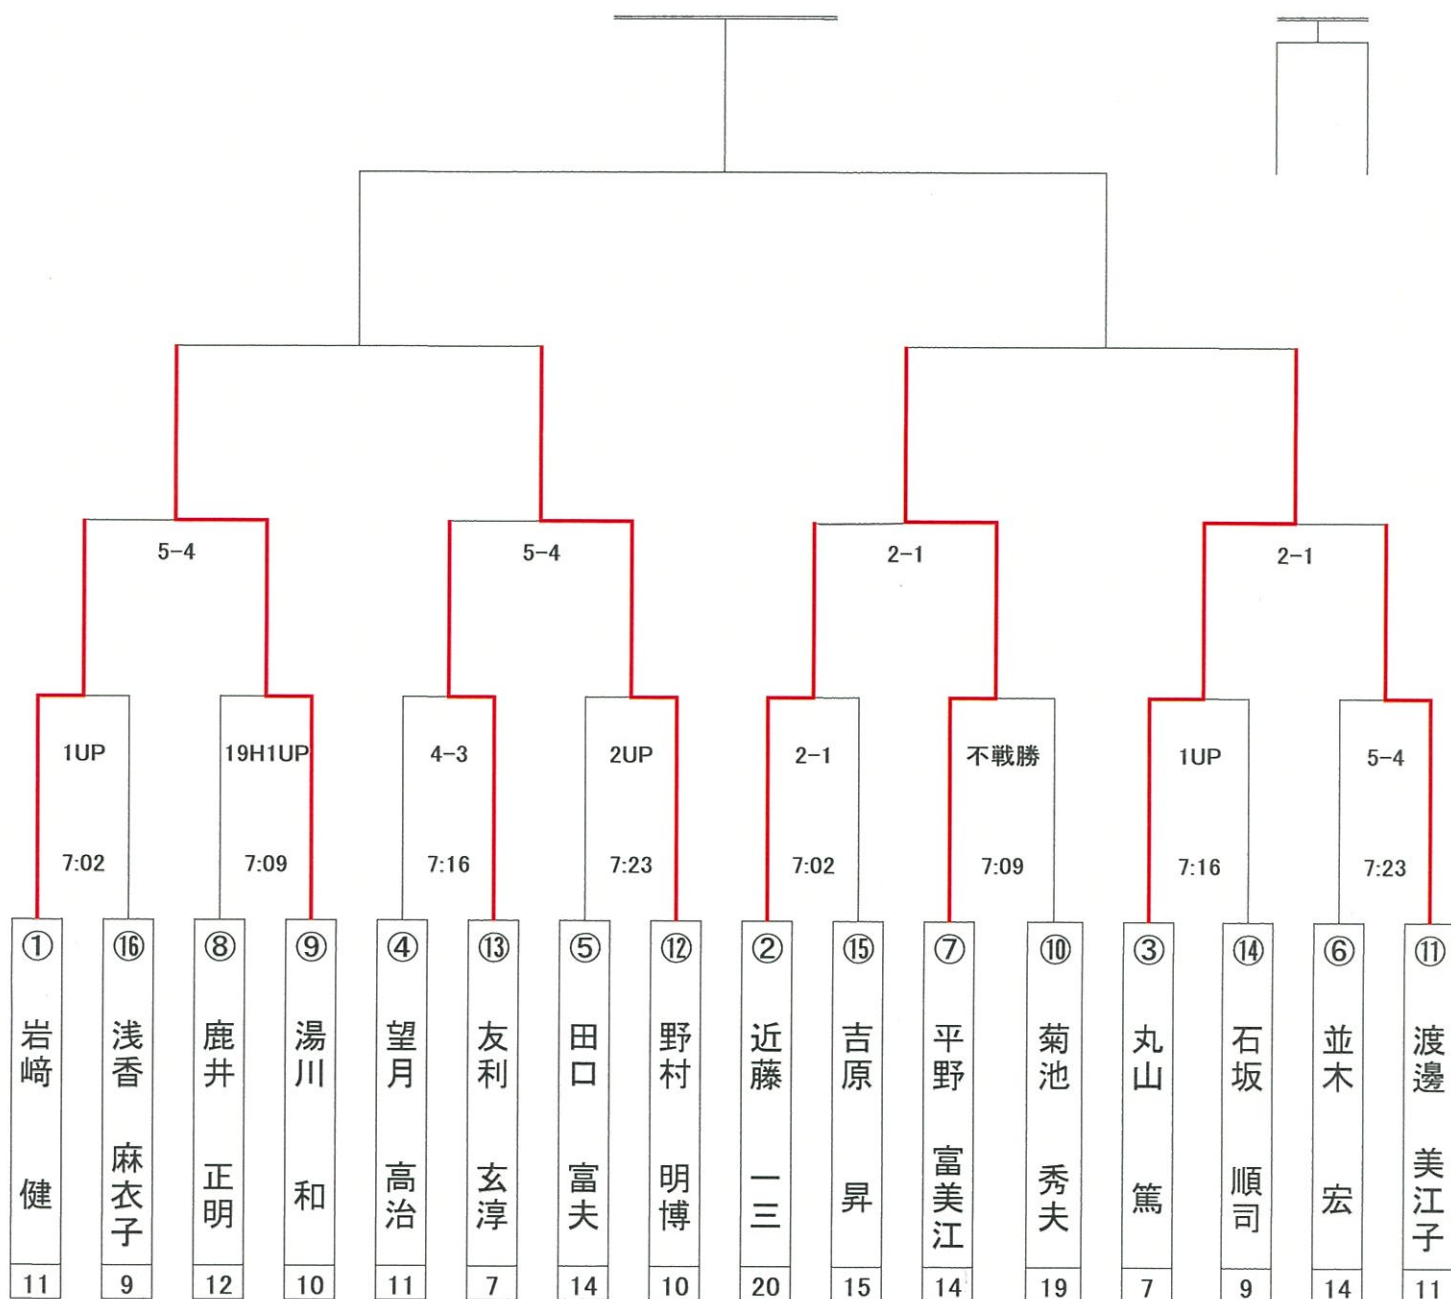 5-4 5-4 2-1 2-1
1UP 19H1UP 4-3 2UP 2-1 不戦勝 1UP 5-4
7:02 7:09 7:16 7:23 7:02 7:09 7:16 7:23
① 岩﨑 健 11
⑯ 浅香 麻衣子 9
⑧ 鹿井 正明 12
⑨ 湯川 和 10
④ 望月 高治 11
⑬ 友利 玄淳 7
⑤ 田口 富夫 14
⑫ 野村 明博 10
② 近藤 一三 20
⑮ 吉原 昇 15
⑦ 平野 富美江 14
⑩ 菊池 秀夫 19
③ 丸山 篤 7
⑭ 石坂 順司 9
⑥ 並木 宏 14
⑪ 渡邊 美江子 11